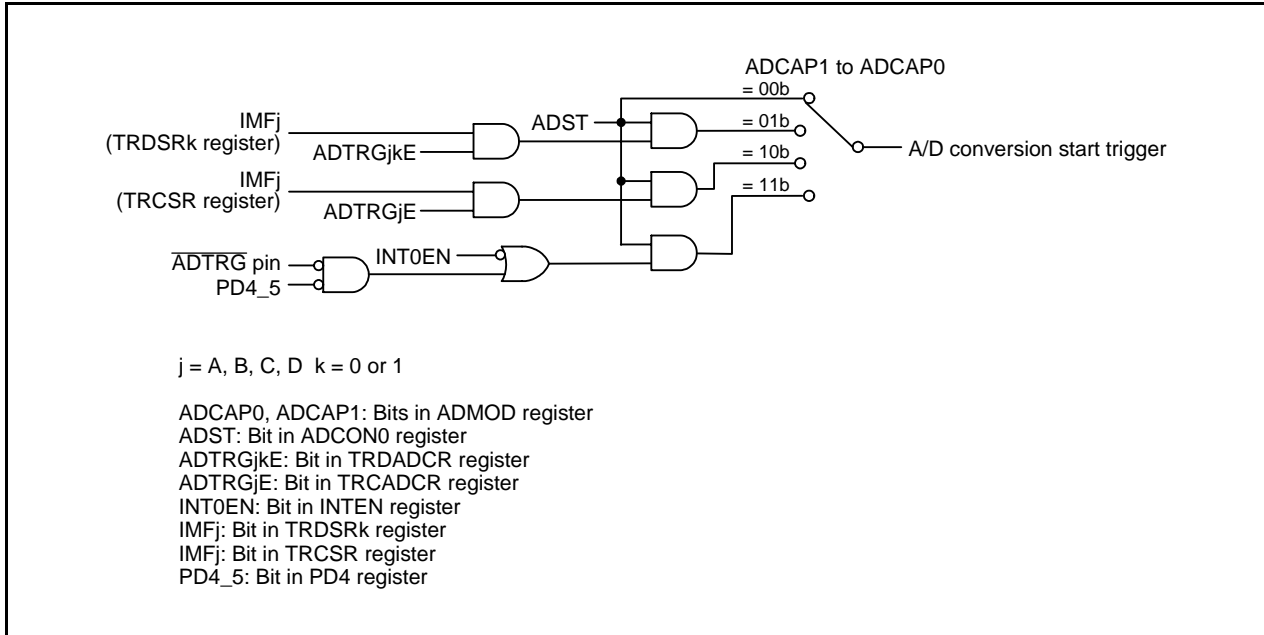 ADCAP1 to ADCAP0
= 00b
IMFj
(TRDSRk register)
ADTRGjkE
ADST
= 01b
A/D conversion start trigger
= 10b
IMFj
(TRCSR register)
ADTRGjE
= 11b
ADTRG pin
PD4_5
INT0EN
j = A, B, C, D k = 0 or 1
ADCAP0, ADCAP1: Bits in ADMOD register
ADST: Bit in ADCON0 register
ADTRGjkE: Bit in TRDADCR register
ADTRGjE: Bit in TRCADCR register
INT0EN: Bit in INTEN register
IMFj: Bit in TRDSRk register
IMFj: Bit in TRCSR register
PD4_5: Bit in PD4 register